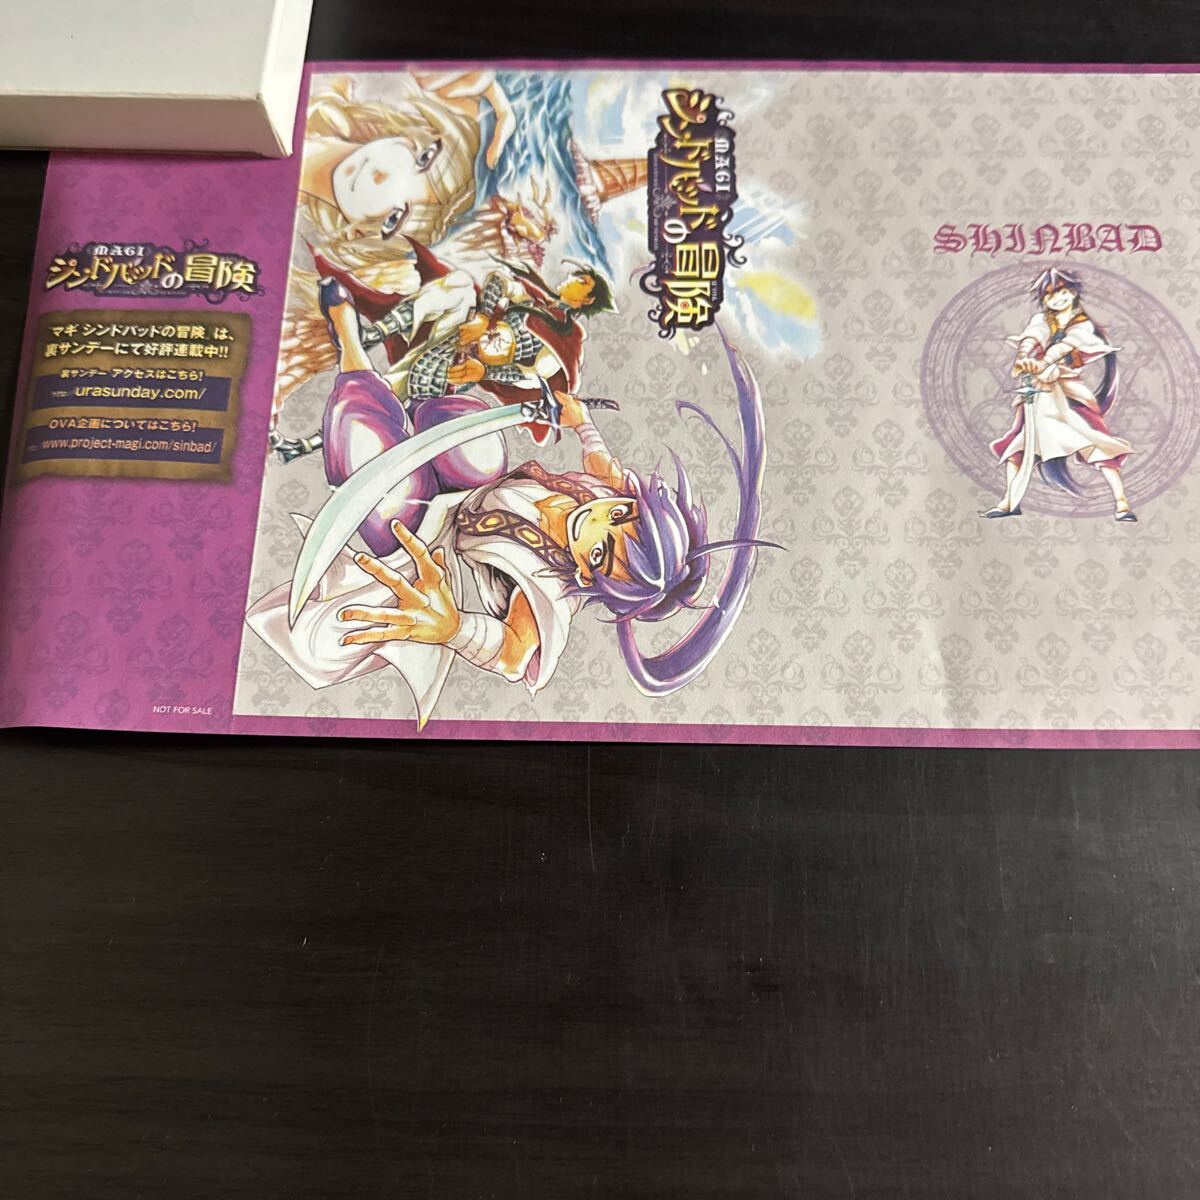 MAGI
シンドバッドの冒険
マギ シンドバッドの冒険 は、
裏サンデーにて好評連載中!!
裏サンデー アクセスはこちら!
http://urasunday.com/
OVA企画についてはこちら!
www.project-magi.com/sinbad/
NOT FOR SALE
MAGI
シンドバッドの冒険
SHINBAD